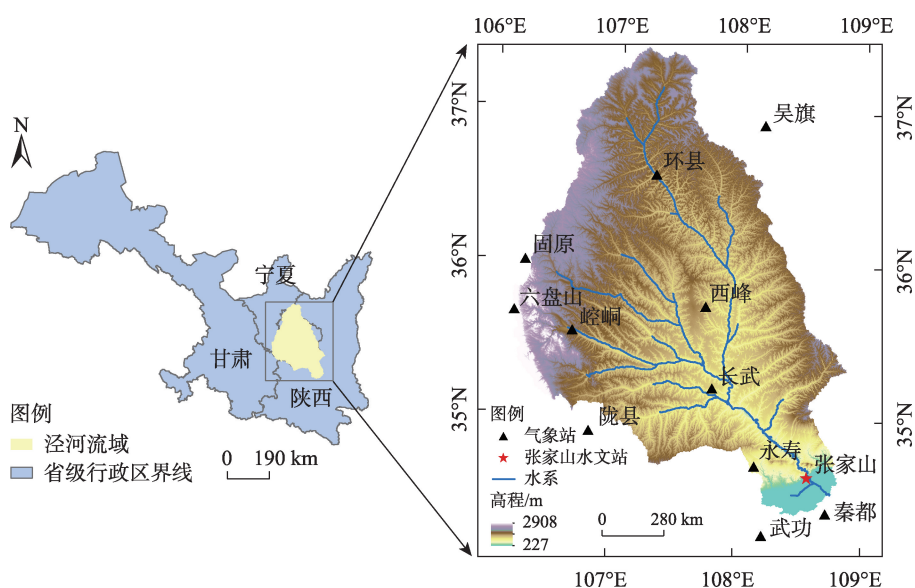 N
宁夏
甘肃
陕西
图例
泾河流域
省级行政区界线
0 190 km
106°E 107°E 108°E 109°E
37°N
36°N
35°N
37°N
36°N
35°N
吴旗
环县
固原
六盘山
崆峒
西峰
长武
陇县
永寿
张家山
秦都
武功
图例
气象站
张家山水文站
水系
高程/m
2908
227
0 280 km
107°E 108°E 109°E